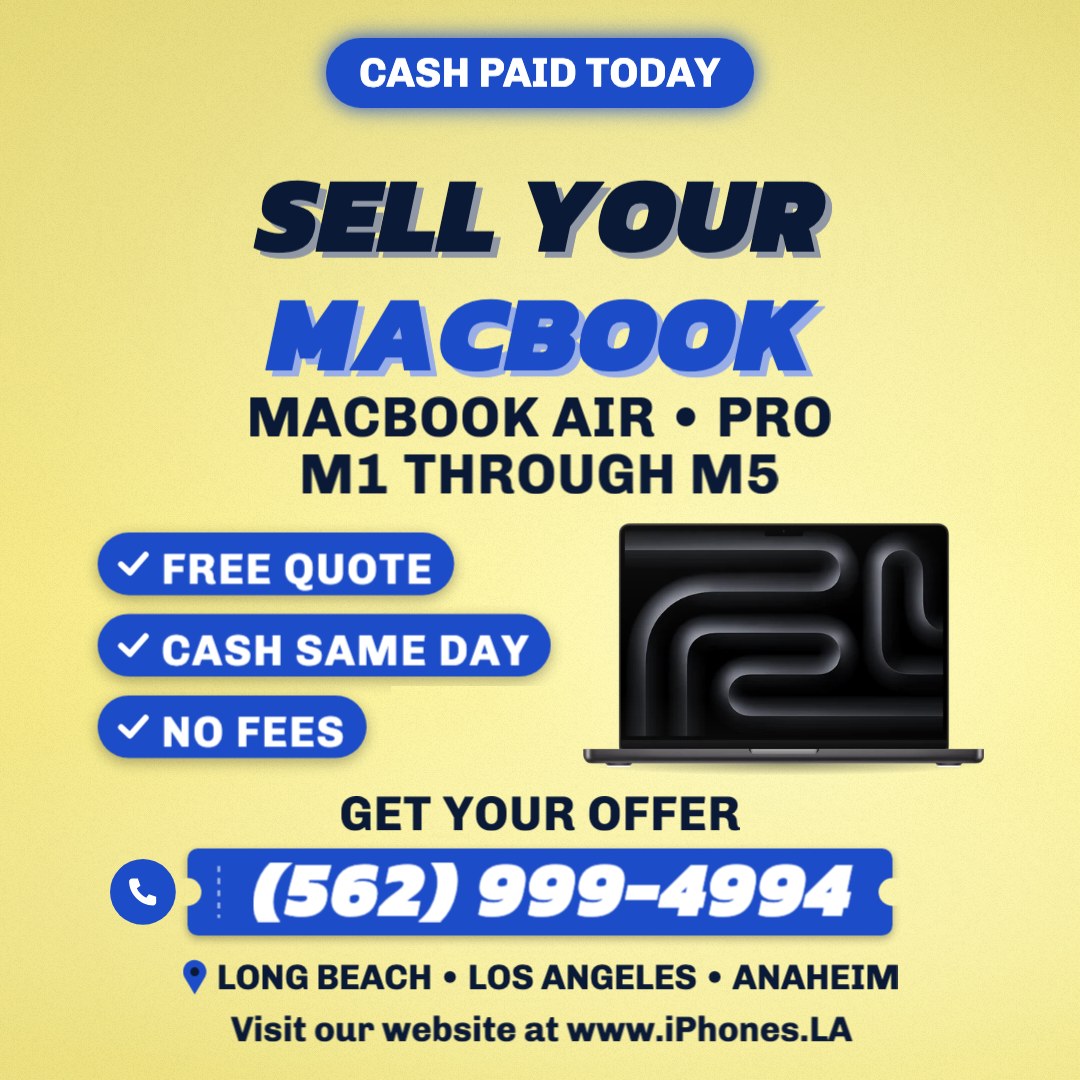 CASH PAID TODAY
SELL YOUR
MACBOOK
MACBOOK AIR • PRO
M1 THROUGH M5
FREE QUOTE
CASH SAME DAY
NO FEES
GET YOUR OFFER
(562) 999-4994
LONG BEACH • LOS ANGELES • ANAHEIM
Visit our website at www.iPhones.LA